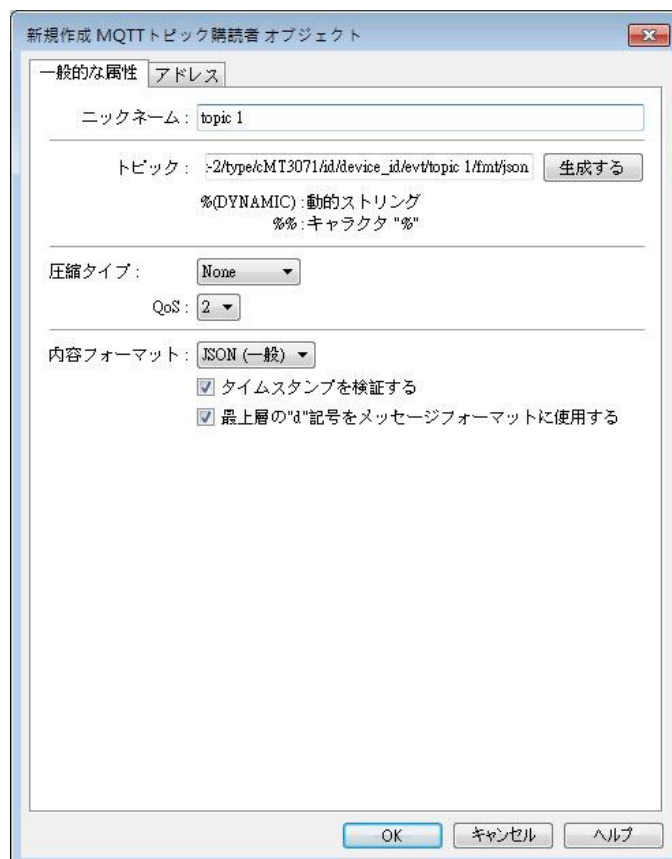 新規作成 MQTTトピック購読者 オブジェクト
一般的な属性 アドレス
ニックネーム : topic 1
トピック : :-2/type/cMT3071/id/device_id/evt/topic 1/fmt/json 生成する
%(DYNAMIC) :動的ストリング
%% :キャラクタ "%"
圧縮タイプ : None
QoS : 2
内容フォーマット : JSON (一般)
タイムスタンプを検証する
最上層の"d"記号をメッセージフォーマットに使用する
OK キャンセル ヘルプ